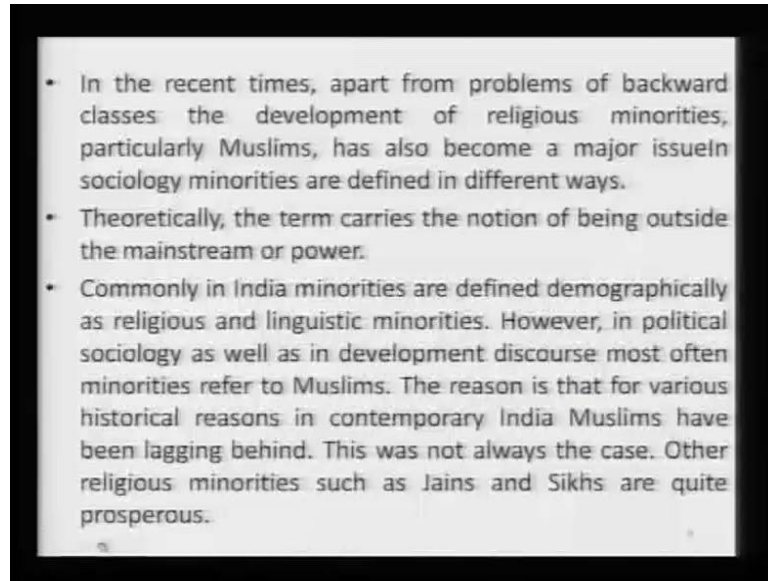 • In the recent times, apart from problems of backward
classes the development of religious minorities,
particularly Muslims, has also become a major issueIn
sociology minorities are defined in different ways.
• Theoretically, the term carries the notion of being outside
the mainstream or power.
• Commonly in India minorities are defined demographically
as religious and linguistic minorities. However, in political
sociology as well as in development discourse most often
minorities refer to Muslims. The reason is that for various
historical reasons in contemporary India Muslims have
been lagging behind. This was not always the case. Other
religious minorities such as Jains and Sikhs are quite
prosperous.